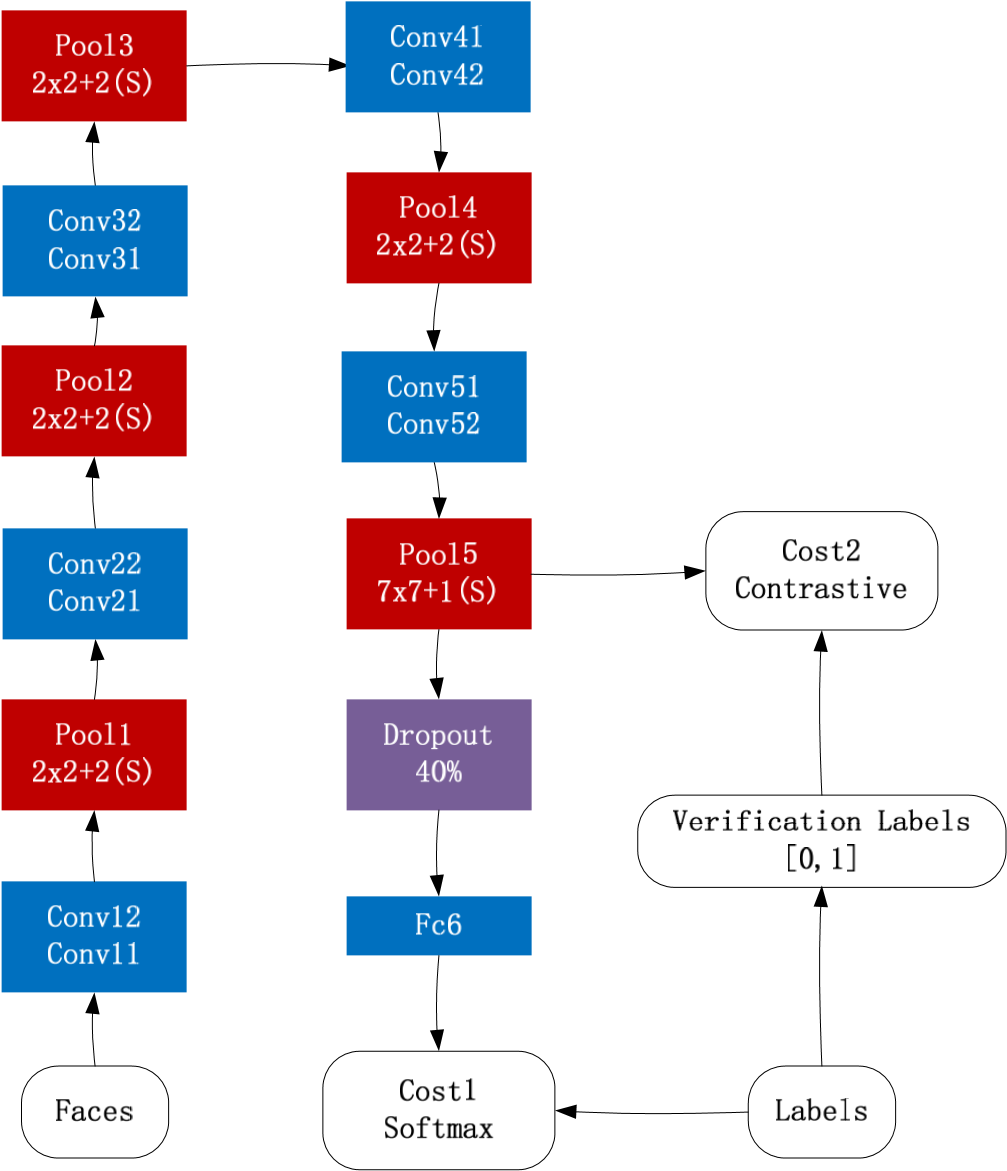 Pool3
2x2+2(S)
Conv41
Conv42
Conv32
Conv31
Pool4
2x2+2(S)
Pool2
2x2+2(S)
Conv51
Conv52
Conv22
Conv21
Pool5
7x7+1(S)
Cost2
Contrastive
Pool1
2x2+2(S)
Dropout
40%
Verification Labels
[0,1]
Conv12
Conv11
Fc6
Faces
Cost1
Softmax
Labels